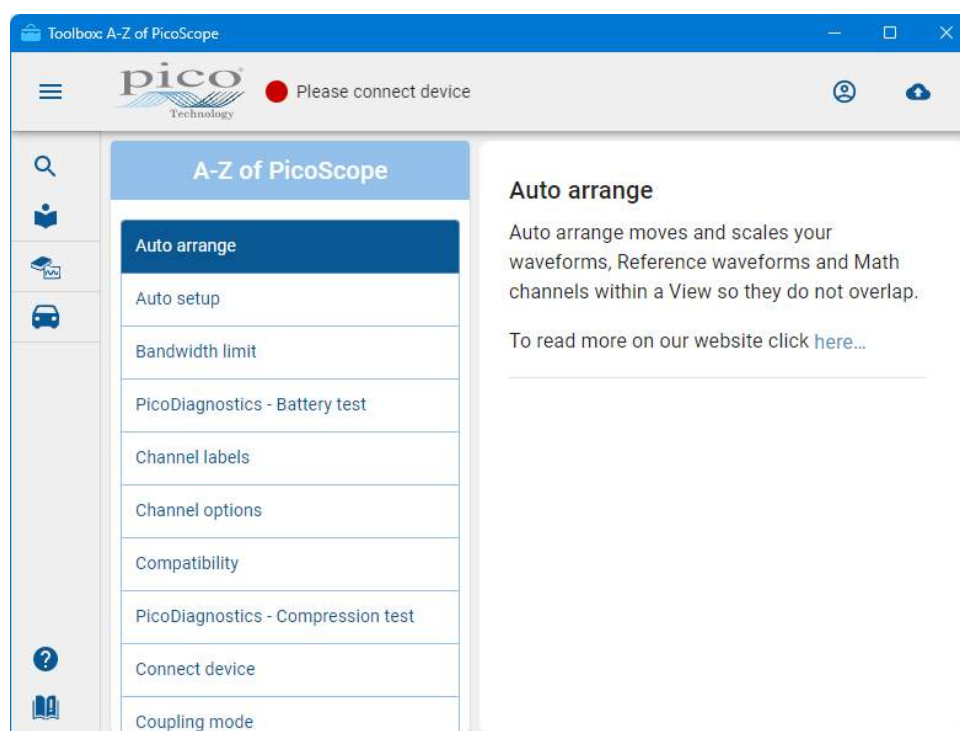 Toolbox: A-Z of PicoScope
pico
Technology
Please connect device
A-Z of PicoScope
Auto arrange
Auto setup
Bandwidth limit
PicoDiagnostics - Battery test
Channel labels
Channel options
Compatibility
PicoDiagnostics - Compression test
Connect device
Coupling mode
Auto arrange
Auto arrange moves and scales your
waveforms, Reference waveforms and Math
channels within a View so they do not overlap.
To read more on our website click here...